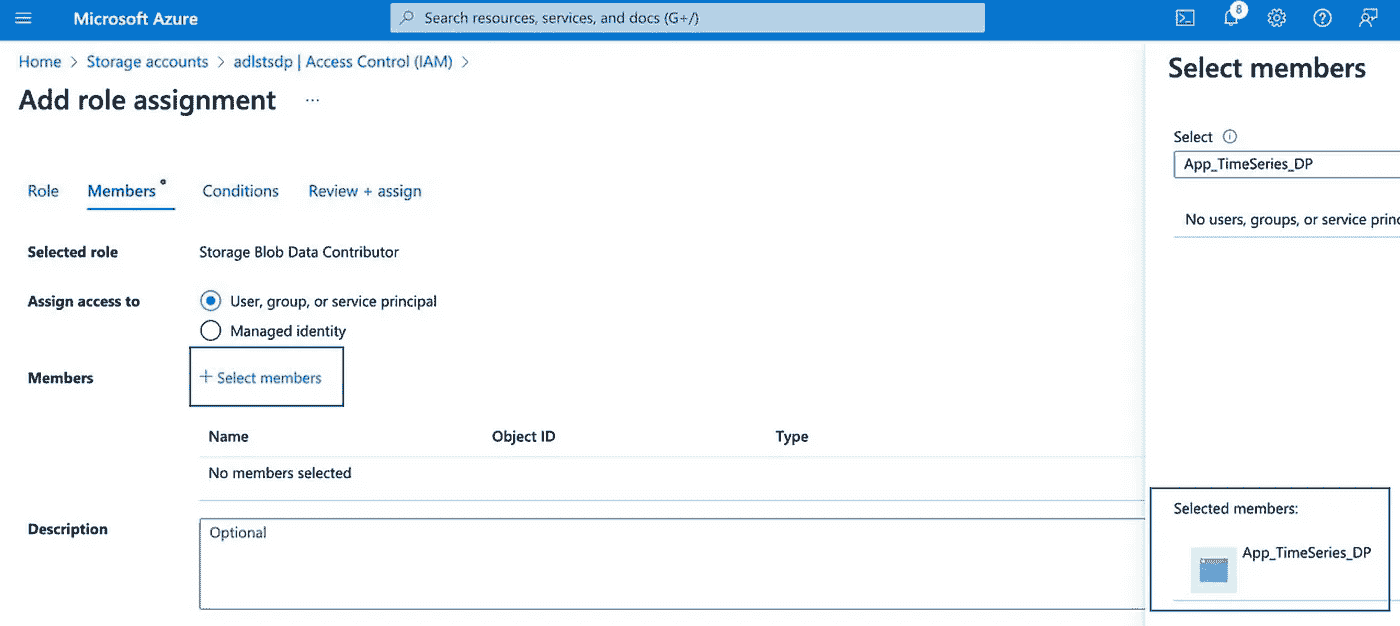 Microsoft Azure
Search resources, services, and docs (G+/)
8
Home > Storage accounts > adlstsdp | Access Control (IAM) >
Add role assignment ...
Role Members Conditions Review + assign
Selected role Storage Blob Data Contributor
Assign access to User, group, or service principal
Managed identity
Members + Select members
Name Object ID Type
No members selected
Description Optional
Select members
Select
App_TimeSeries_DP
No users, groups, or service
Selected members:
App_TimeSeries_DP